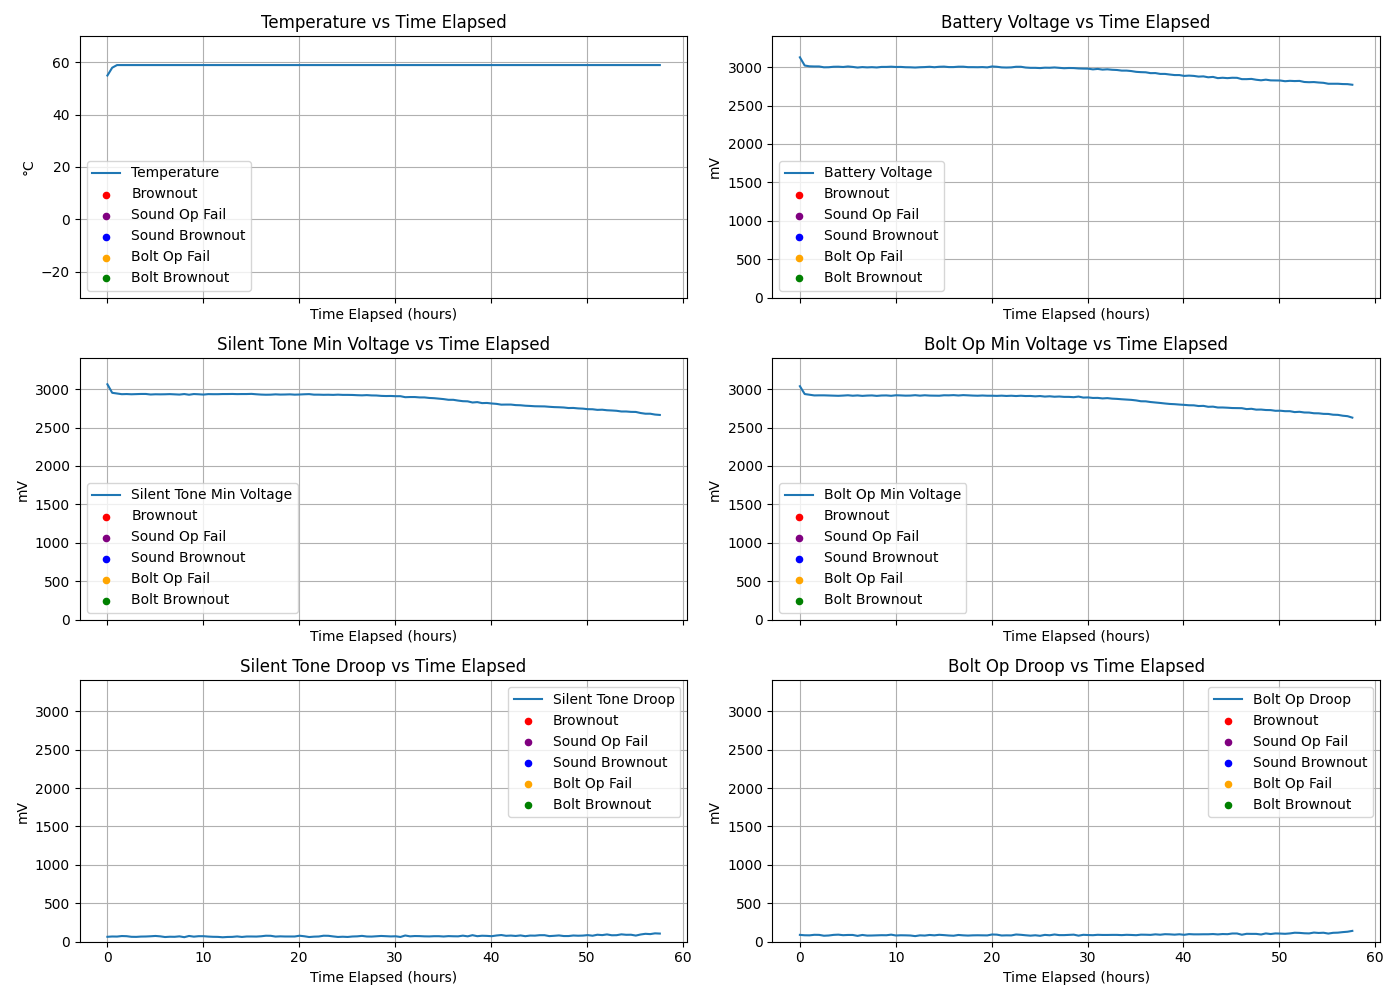 Temperature vs Time Elapsed
60
40
20
0
−20
°C
Temperature
Brownout
Sound Op Fail
Sound Brownout
Bolt Op Fail
Bolt Brownout
Time Elapsed (hours)
Battery Voltage vs Time Elapsed
3000
2500
2000
1500
1000
500
0
mV
Battery Voltage
Brownout
Sound Op Fail
Sound Brownout
Bolt Op Fail
Bolt Brownout
Time Elapsed (hours)
Silent Tone Min Voltage vs Time Elapsed
3000
2500
2000
1500
1000
500
0
mV
Silent Tone Min Voltage
Brownout
Sound Op Fail
Sound Brownout
Bolt Op Fail
Bolt Brownout
Time Elapsed (hours)
Bolt Op Min Voltage vs Time Elapsed
3000
2500
2000
1500
1000
500
0
mV
Bolt Op Min Voltage
Brownout
Sound Op Fail
Sound Brownout
Bolt Op Fail
Bolt Brownout
Time Elapsed (hours)
Silent Tone Droop vs Time Elapsed
3000
2500
2000
1500
1000
500
0
mV
Silent Tone Droop
Brownout
Sound Op Fail
Sound Brownout
Bolt Op Fail
Bolt Brownout
0 10 20 30 40 50 60
Time Elapsed (hours)
Bolt Op Droop vs Time Elapsed
3000
2500
2000
1500
1000
500
0
mV
Bolt Op Droop
Brownout
Sound Op Fail
Sound Brownout
Bolt Op Fail
Bolt Brownout
0 10 20 30 40 50 60
Time Elapsed (hours)